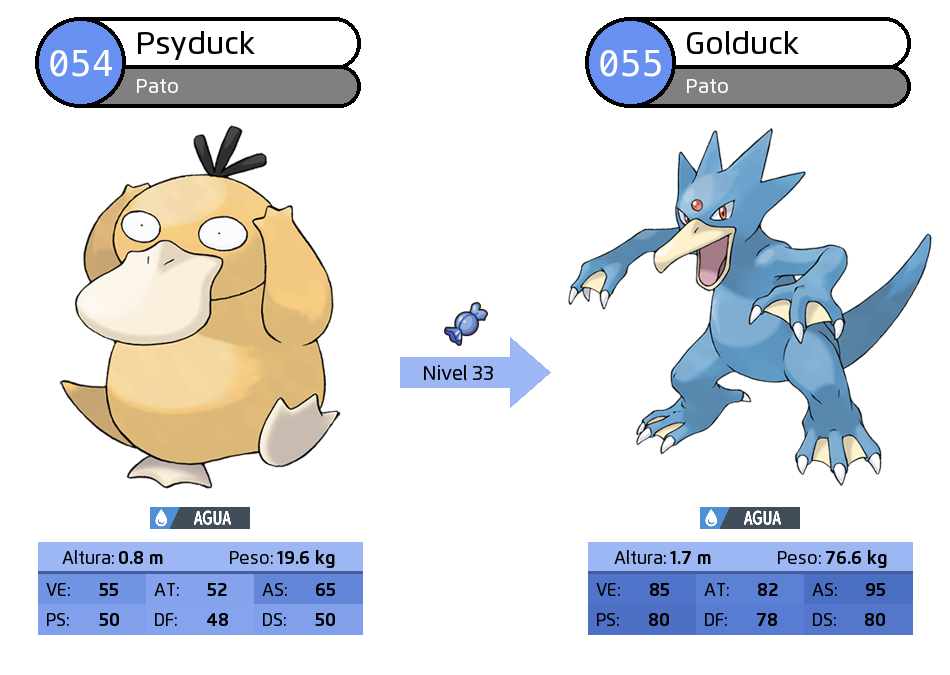 054
Psyduck
Pato
055
Golduck
Pato
Nivel 33
AGUA
Altura: 0.8 m Peso: 19.6 kg
VE: 55 AT: 52 AS: 65
PS: 50 DF: 48 DS: 50
AGUA
Altura: 1.7 m Peso: 76.6 kg
VE: 85 AT: 82 AS: 95
PS: 80 DF: 78 DS: 80